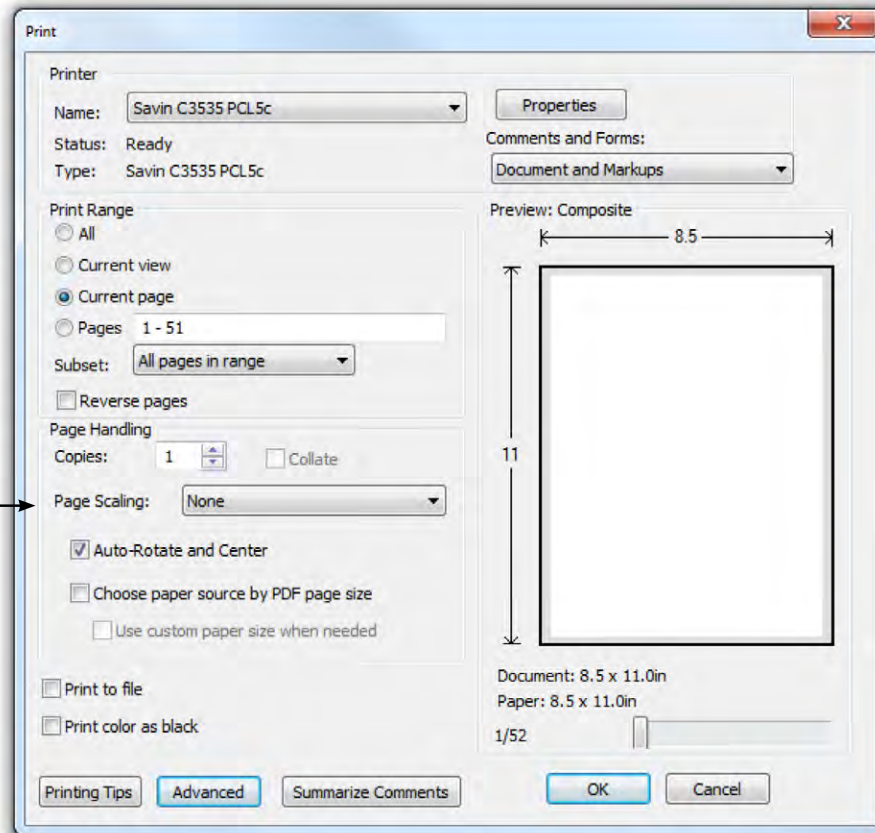 Print
Printer
Name: Savin C3535 PCL5c
Properties
Status: Ready
Comments and Forms:
Type: Savin C3535 PCL5c
Document and Markups
Print Range
All
Current view
Current page
Pages 1 - 51
Subset: All pages in range
Reverse pages
Page Handling
Copies: 1 Collate
Page Scaling: None
Auto-Rotate and Center
Choose paper source by PDF page size
Use custom paper size when needed
Print to file
Print color as black
Preview: Composite
8.5
11
Document: 8.5 x 11.0in
Paper: 8.5 x 11.0in
1/52
Printing Tips Advanced Summarize Comments OK Cancel